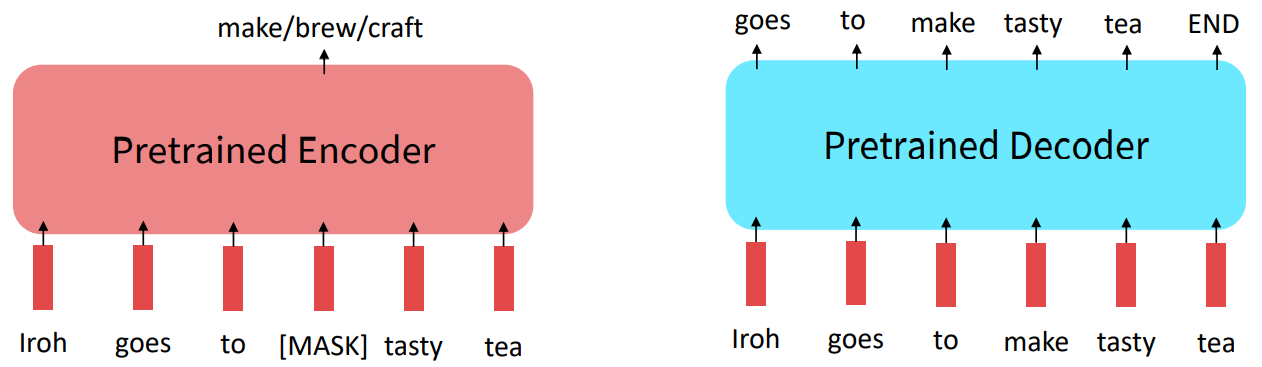 make/brew/craft
Pretrained Encoder
Iroh goes to [MASK] tasty tea
goes to make tasty tea END
Pretrained Decoder
Iroh goes to make tasty tea